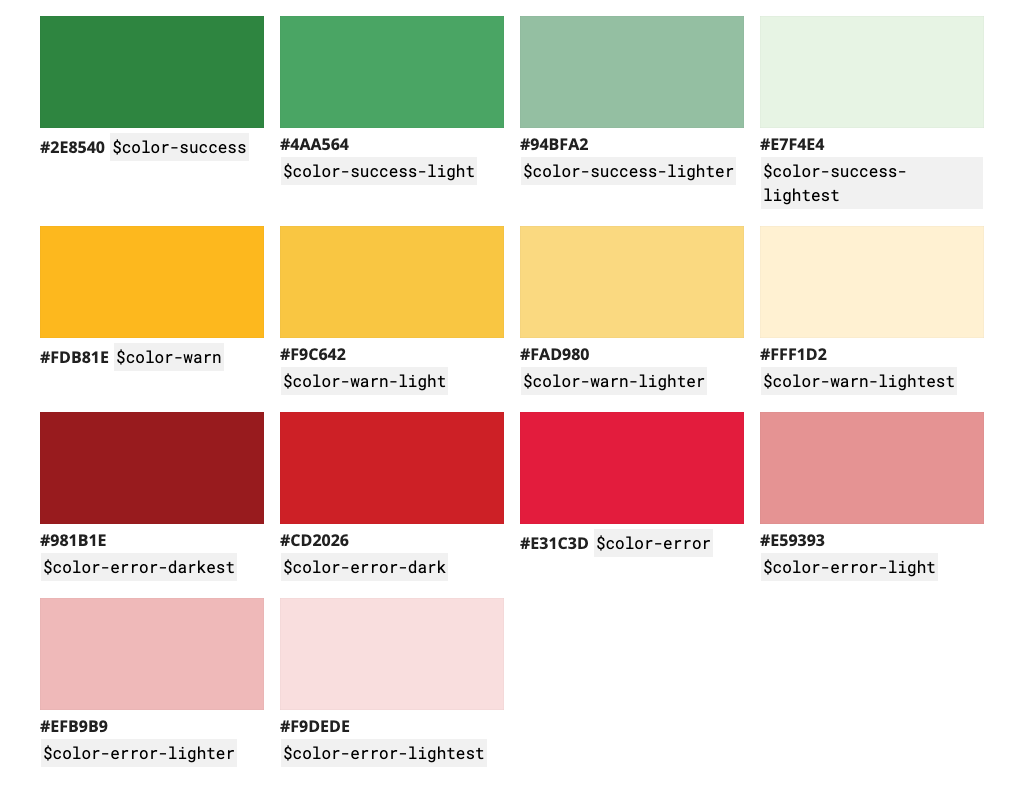 #2E8540 $color-success
#4AA564
$color-success-light
#94BFA2
$color-success-lighter
#E7F4E4
$color-success-
lightest
#FDB81E $color-warn
#F9C642
$color-warn-light
#FAD980
$color-warn-lighter
#FFF1D2
$color-warn-lightest
#981B1E
$color-error-darkest
#CD2026
$color-error-dark
#E31C3D $color-error
#E59393
$color-error-light
#EFB9B9
$color-error-lighter
#F9DEDE
$color-error-lightest